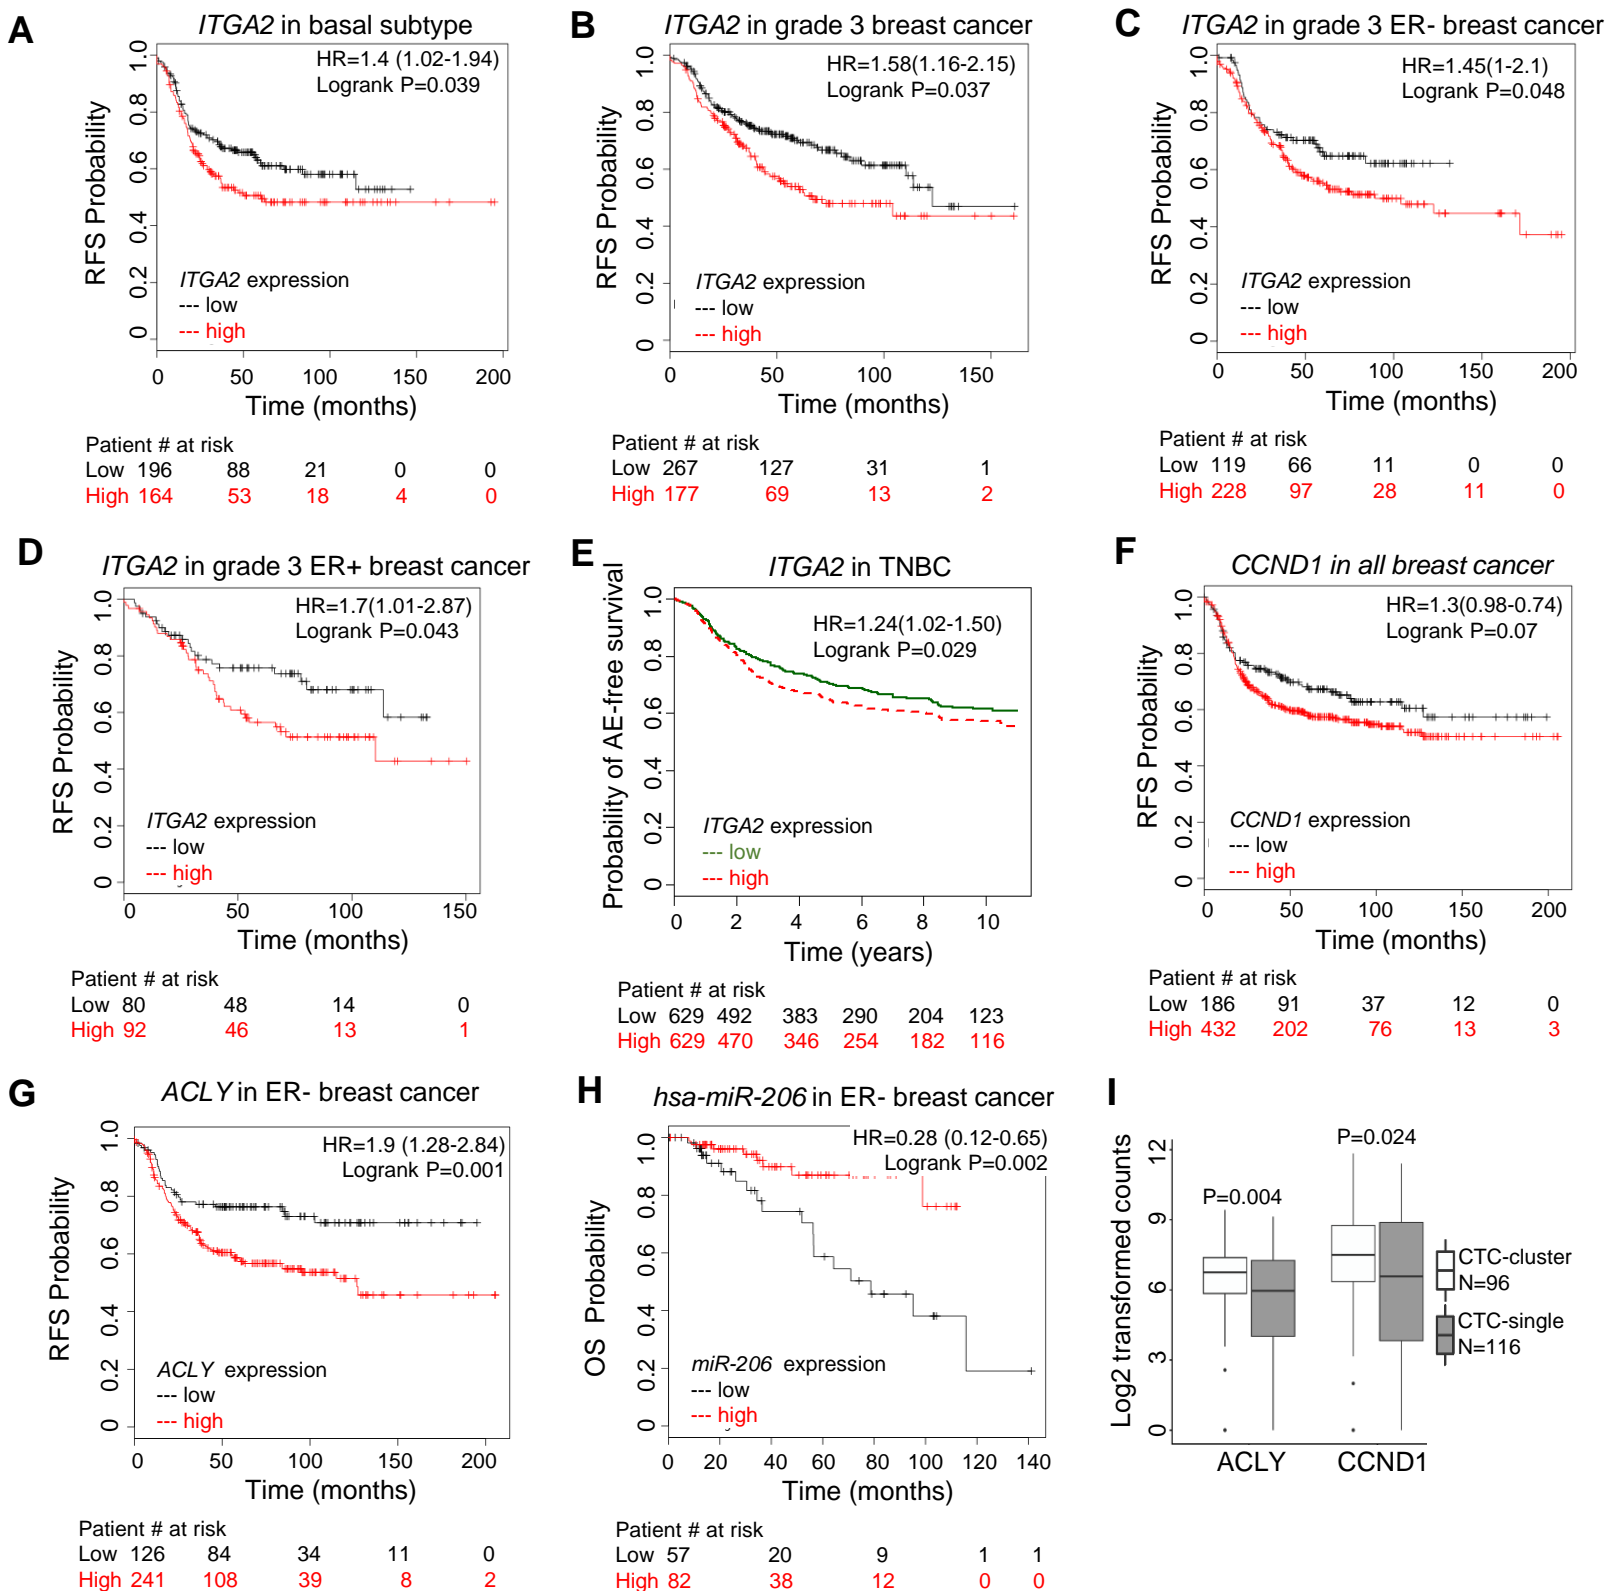 A
ITGA2 in basal subtype
HR=1.4 (1.02-1.94)
Logrank P=0.039
RFS Probability
1.0
0.8
0.6
0.4
0.2
0
ITGA2 expression
--- low
--- high
0 50 100 150 200
Time (months)
Patient # at risk
Low 196 88 21 0 0
High 164 53 18 4 0
B
ITGA2 in grade 3 breast cancer
HR=1.58(1.16-2.15)
Logrank P=0.037
RFS Probability
1.0
0.8
0.6
0.4
0.2
0
ITGA2 expression
--- low
--- high
0 50 100 150
Time (months)
Patient # at risk
Low 267 127 31 1
High 177 69 13 2
C
ITGA2 in grade 3 ER- breast cancer
HR=1.45(1-2.1)
Logrank P=0.048
RFS Probability
1.0
0.8
0.6
0.4
0.2
0
ITGA2 expression
--- low
--- high
0 50 100 150 200
Time (months)
Patient # at risk
Low 119 66 11 0 0
High 228 97 28 11 0
D
ITGA2 in grade 3 ER+ breast cancer
HR=1.7(1.01-2.87)
Logrank P=0.043
RFS Probability
1.0
0.8
0.6
0.4
0.2
0
ITGA2 expression
--- low
--- high
0 50 100 150
Time (months)
Patient # at risk
Low 80 48 14 0
High 92 46 13 1
E
ITGA2 in TNBC
HR=1.24(1.02-1.50)
Logrank P=0.029
Probability of AE-free survival
1.0
0.8
0.6
0.4
0.2
0
ITGA2 expression
--- low
--- high
0 2 4 6 8 10
Time (years)
Patient # at risk
Low 629 492 383 290 204 123
High 629 470 346 254 182 116
F
CCND1 in all breast cancer
HR=1.3(0.98-0.74)
Logrank P=0.07
RFS Probability
1.0
0.8
0.6
0.4
0.2
0
CCND1 expression
--- low
--- high
0 50 100 150 200
Time (months)
Patient # at risk
Low 186 91 37 12 0
High 432 202 76 13 3
G
ACLY in ER- breast cancer
HR=1.9 (1.28-2.84)
Logrank P=0.001
RFS Probability
1.0
0.8
0.6
0.4
0.2
0
ACLY expression
--- low
--- high
0 50 100 150 200
Time (months)
Patient # at risk
Low 126 84 34 11 0
High 241 108 39 8 2
H
hsa-miR-206 in ER- breast cancer
HR=0.28 (0.12-0.65)
Logrank P=0.002
OS Probability
1.0
0.8
0.6
0.4
0.2
0
miR-206 expression
--- low
--- high
0 20 40 60 80 100 120 140
Time (months)
Patient # at risk
Low 57 20 9 1 1
High 82 38 12 0 0
I
Log2 transformed counts
12
9
6
3
0
P=0.004
P=0.024
ACLY CCND1
CTC-cluster
N=96
CTC-single
N=116